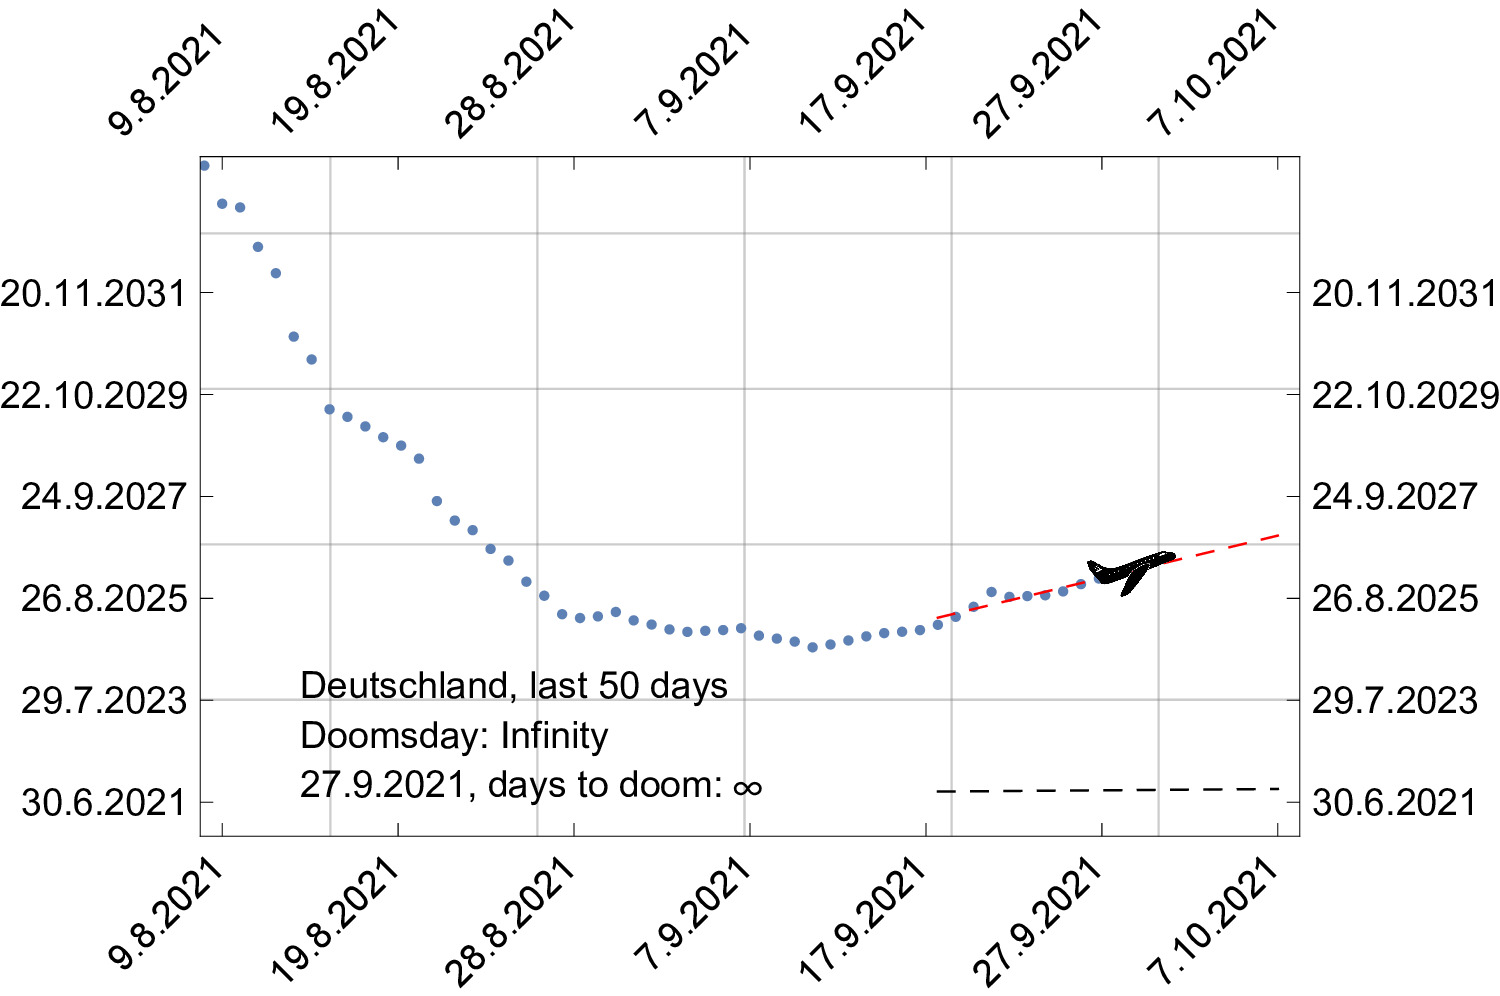 9.8.2021 19.8.2021 28.8.2021 7.9.2021 17.9.2021 27.9.2021 7.10.2021
20.11.2031 20.11.2031
22.10.2029 22.10.2029
24.9.2027 24.9.2027
26.8.2025 26.8.2025
Deutschland, last 50 days
29.7.2023 29.7.2023
Doomsday: Infinity
27.9.2021, days to doom: ∞
30.6.2021 30.6.2021
9.8.2021 19.8.2021 28.8.2021 7.9.2021 17.9.2021 27.9.2021 7.10.2021